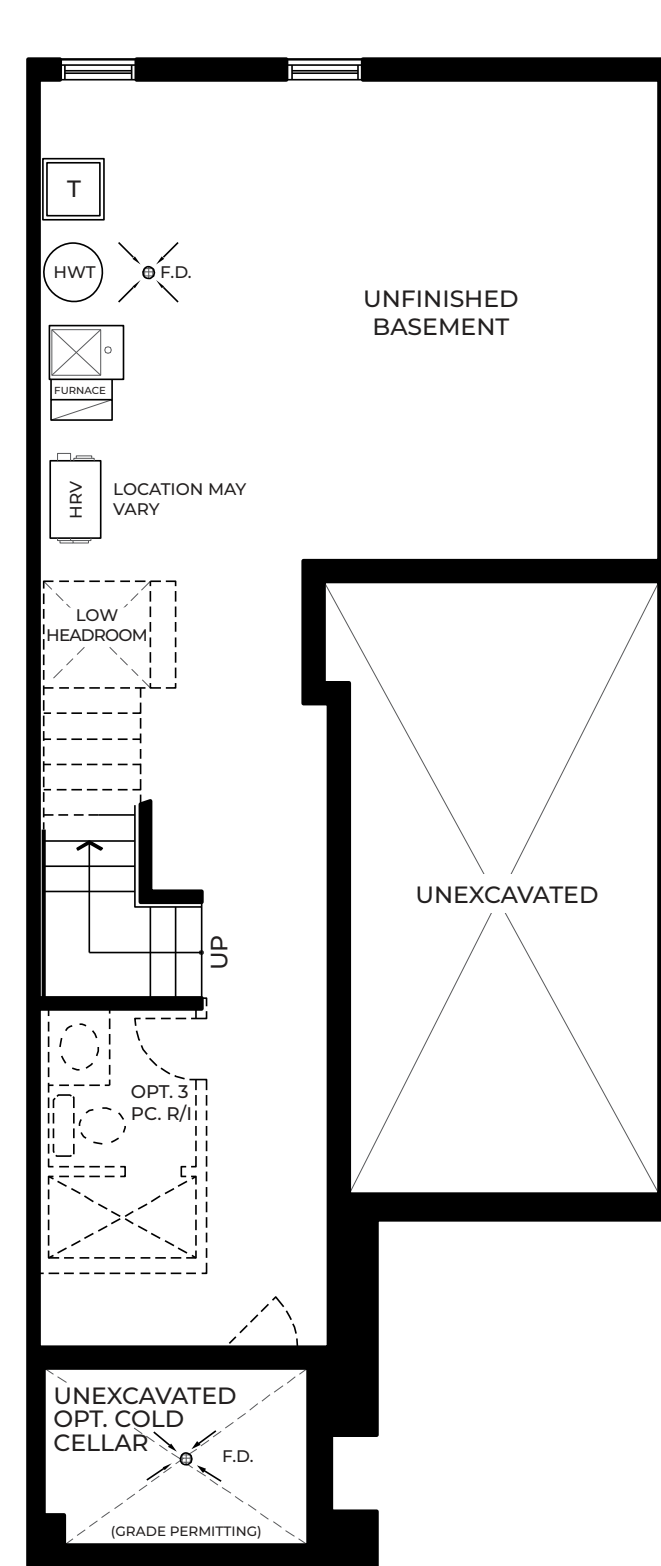 T
HWT
F.D.
UNFINISHED
BASEMENT
FURNACE
HRV
LOCATION MAY
VARY
LOW
HEADROOM
UNEXCAVATED
UP
OPT. 3
PC. R/I
UNEXCAVATED
OPT. COLD
CELLAR
F.D.
(GRADE PERMITTING)